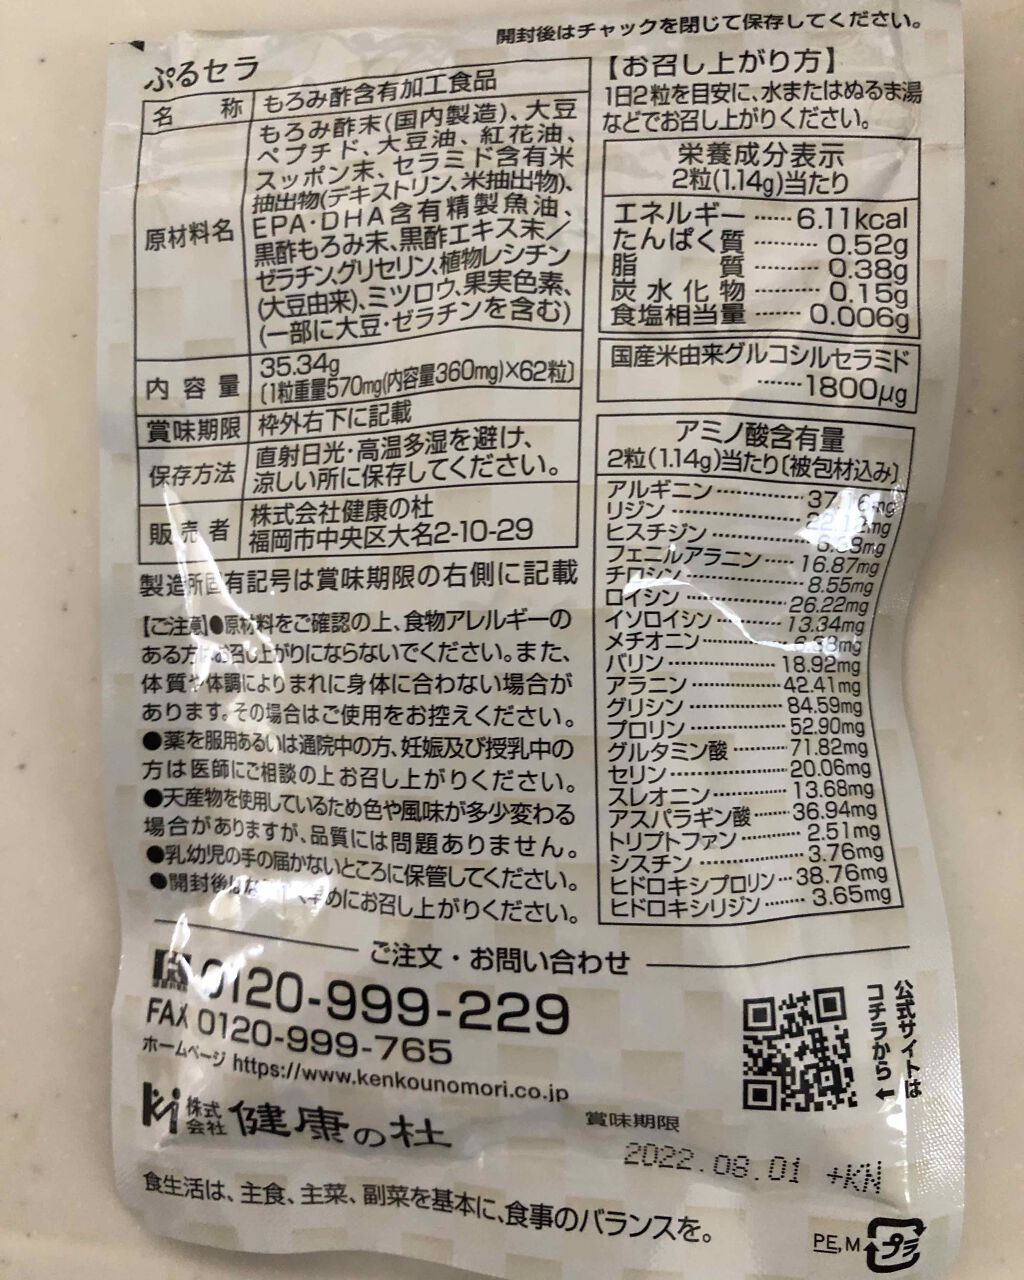 開封後はチャックを閉じて保存してください。
ぷるセラ
名 称 もろみ酢含有加工食品
原材料名
もろみ酢末(国内製造)、大豆
ペプチド、大豆油、紅花油、
スッポン末、セラミド含有米
抽出物(デキストリン、米抽出物)、
EPA・DHA含有精製魚油、
黒酢もろみ末、黒酢エキス末／
ゼラチン、グリセリン、植物レシチン
(大豆由来)、ミツロウ、果実色素、
(一部に大豆・ゼラチンを含む)
内容量
35.34g
〔1粒重量570mg(内容量360mg)×62粒〕
賞味期限 枠外右下に記載
保存方法
直射日光・高温多湿を避け、
涼しい所に保存してください。
販売者
株式会社健康の杜
福岡市中央区大名2-10-29
製造所固有記号は賞味期限の右側に記載
【ご注意】●原材料をご確認の上、食物アレルギーの
ある方はお召し上がりにならないでください。また、
体質や体調によりまれに身体に合わない場合が
あります。その場合はご使用をお控えください。
●薬を服用あるいは通院中の方、妊娠及び授乳中の
方は医師にご相談の上お召し上がりください。
●天産物を使用しているため色や風味が多少変わる
場合がありますが、品質には問題ありません。
●乳幼児の手の届かないところに保管してください。
●開封後はな く早めにお召し上がりください。
【お召し上がり方】
1日2粒を目安に、水またはぬるま湯
などでお召し上がりください。
栄養成分表示
2粒(1.14g)当たり
エネルギー ……6.11kcal
たんぱく質 ……… 0.52g
脂 質 ……… 0.38g
炭水化物 ……… 0.15g
食塩相当量 …… 0.006g
国産米由来グルコシルセラミド
……1800μg
アミノ酸含有量
2粒(1.14g)当たり〔被包材込み〕
アルギニン………
リジン………
ヒスチジン………
フェニルアラニン…… 16.87mg
チロシン……… 8.55mg
ロイシン……… 26.22mg
イソロイシン……… 13.34mg
メチオニン………
バリン……… 18.92mg
アラニン……… 42.41mg
グリシン……… 84.59mg
プロリン……… 52.90mg
グルタミン酸……… 71.82mg
セリン……… 20.06mg
スレオニン……… 13.68mg
アスパラギン酸…… 36.94mg
トリプトファン……… 2.51mg
シスチン……… 3.76mg
ヒドロキシプロリン… 38.76mg
ヒドロキシリジン…… 3.65mg
ご注文・お問い合わせ
0120-999-229
FAX 0120-999-765
ホームページ https://www.kenkounomori.co.jp
株式会社 健康の杜
公式サイトは
コチラから←
賞味期限
2022.08.01 +KN
食生活は、主食、主菜、副菜を基本に、食事のバランスを。
PE,M
プラ